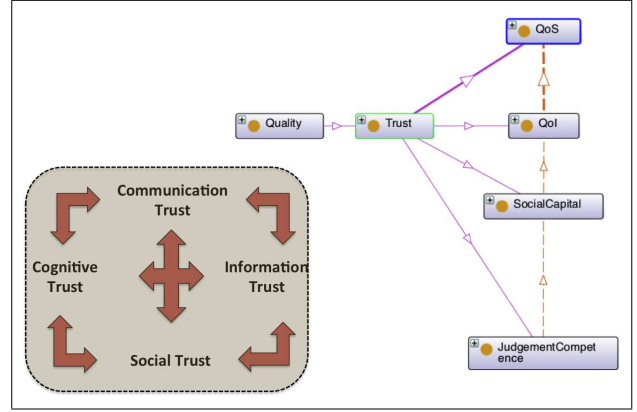 QoS
Quality
Trust
QoI
SocialCapital
JudgementCompet
ence
Communication
Trust
Cognitive
Trust
Information
Trust
Social Trust